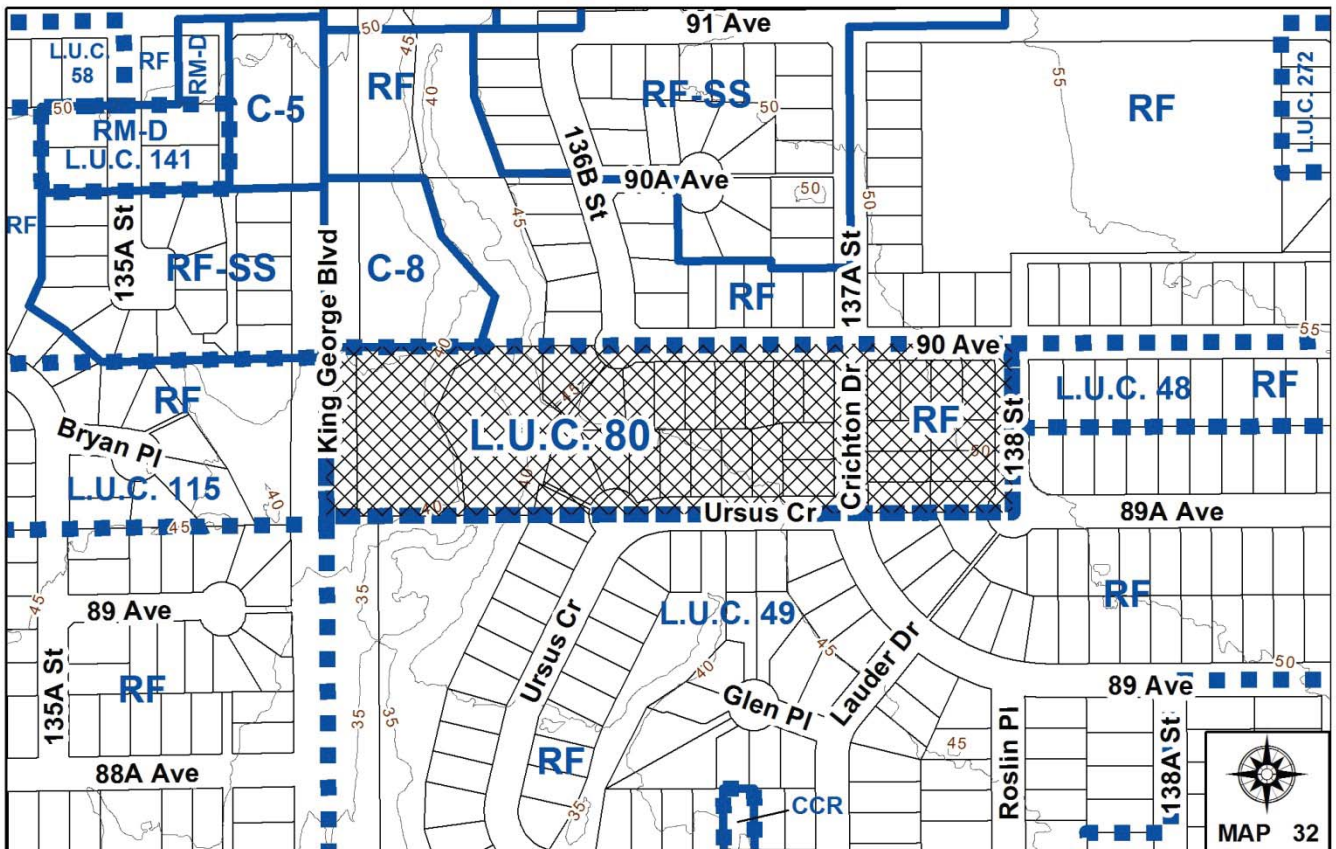 91 Ave
50
45
L.U.C.
58
RF
RM-D
C-5
RF
40
RF-SS
50
55
RF
L.U.C. 272
50
RM-D
L.U.C. 141
136B St
90A Ave
50
50
45
RF
135A St
RF-SS
King George Blvd
C-8
RF
137A St
55
90 Ave
40
RF
Bryan Pl
L.U.C. 115
40
45
45
L.U.C. 80
40
40
Crichton Dr
RF
50
138 St
L.U.C. 48
RF
Ursus Cr
89A Ave
45
89 Ave
135A St
RF
88A Ave
35
35
35
Ursus Cr
RF
35
L.U.C. 49
45
40
Glen Pl
Lauder Dr
CCR
RF
50
89 Ave
45
Roslin Pl
138A St
MAP 32